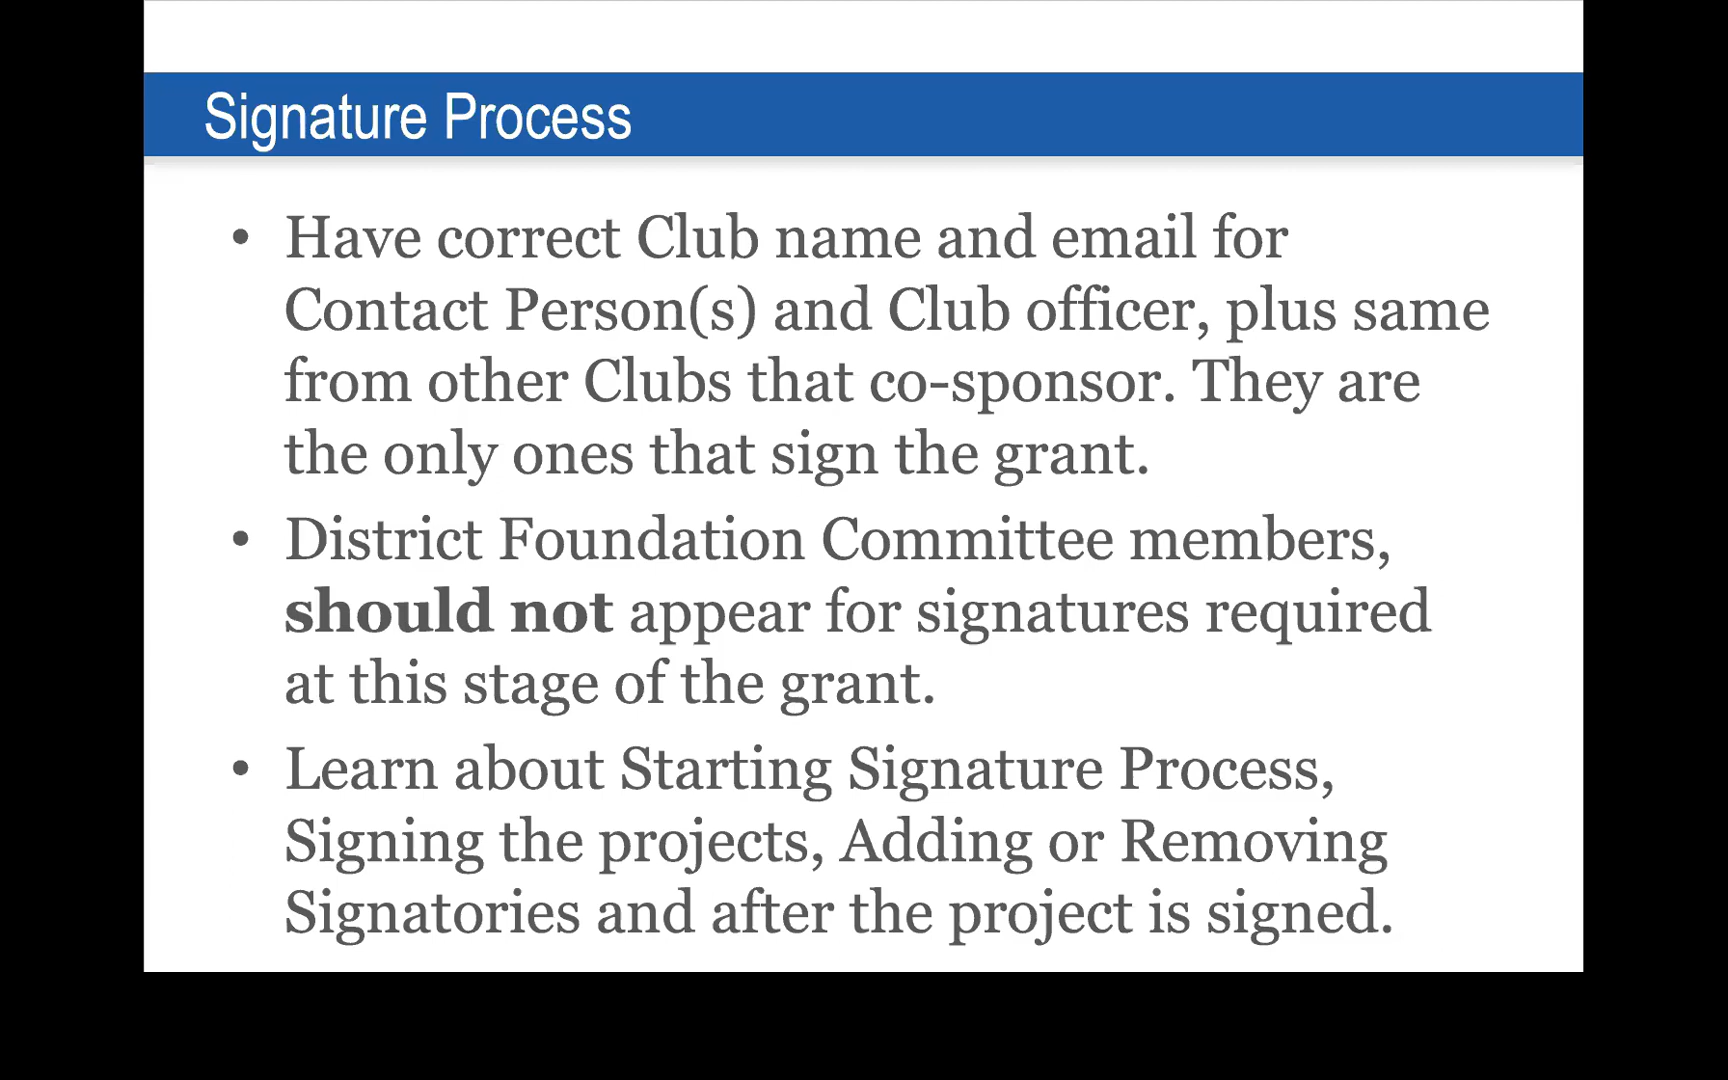 Signature Process
• Have correct Club name and email for
Contact Person(s) and Club officer, plus same
from other Clubs that co-sponsor. They are
the only ones that sign the grant.
• District Foundation Committee members,
should not appear for signatures required
at this stage of the grant.
• Learn about Starting Signature Process,
Signing the projects, Adding or Removing
Signatories and after the project is signed.